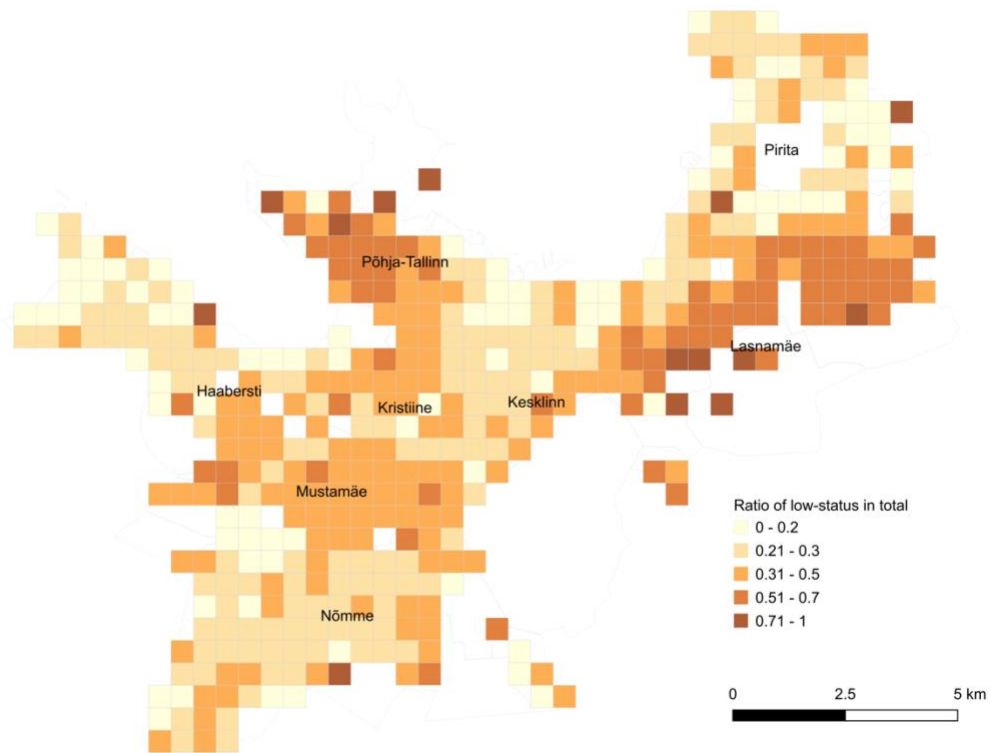 Pirita
Põhja-Tallinn
Lasnamäe
Haabersti
Kristiine
Kesklinn
Mustamäe
Nõmme
Ratio of low-status in total
0 - 0.2
0.21 - 0.3
0.31 - 0.5
0.51 - 0.7
0.71 - 1
0 2.5 5 km